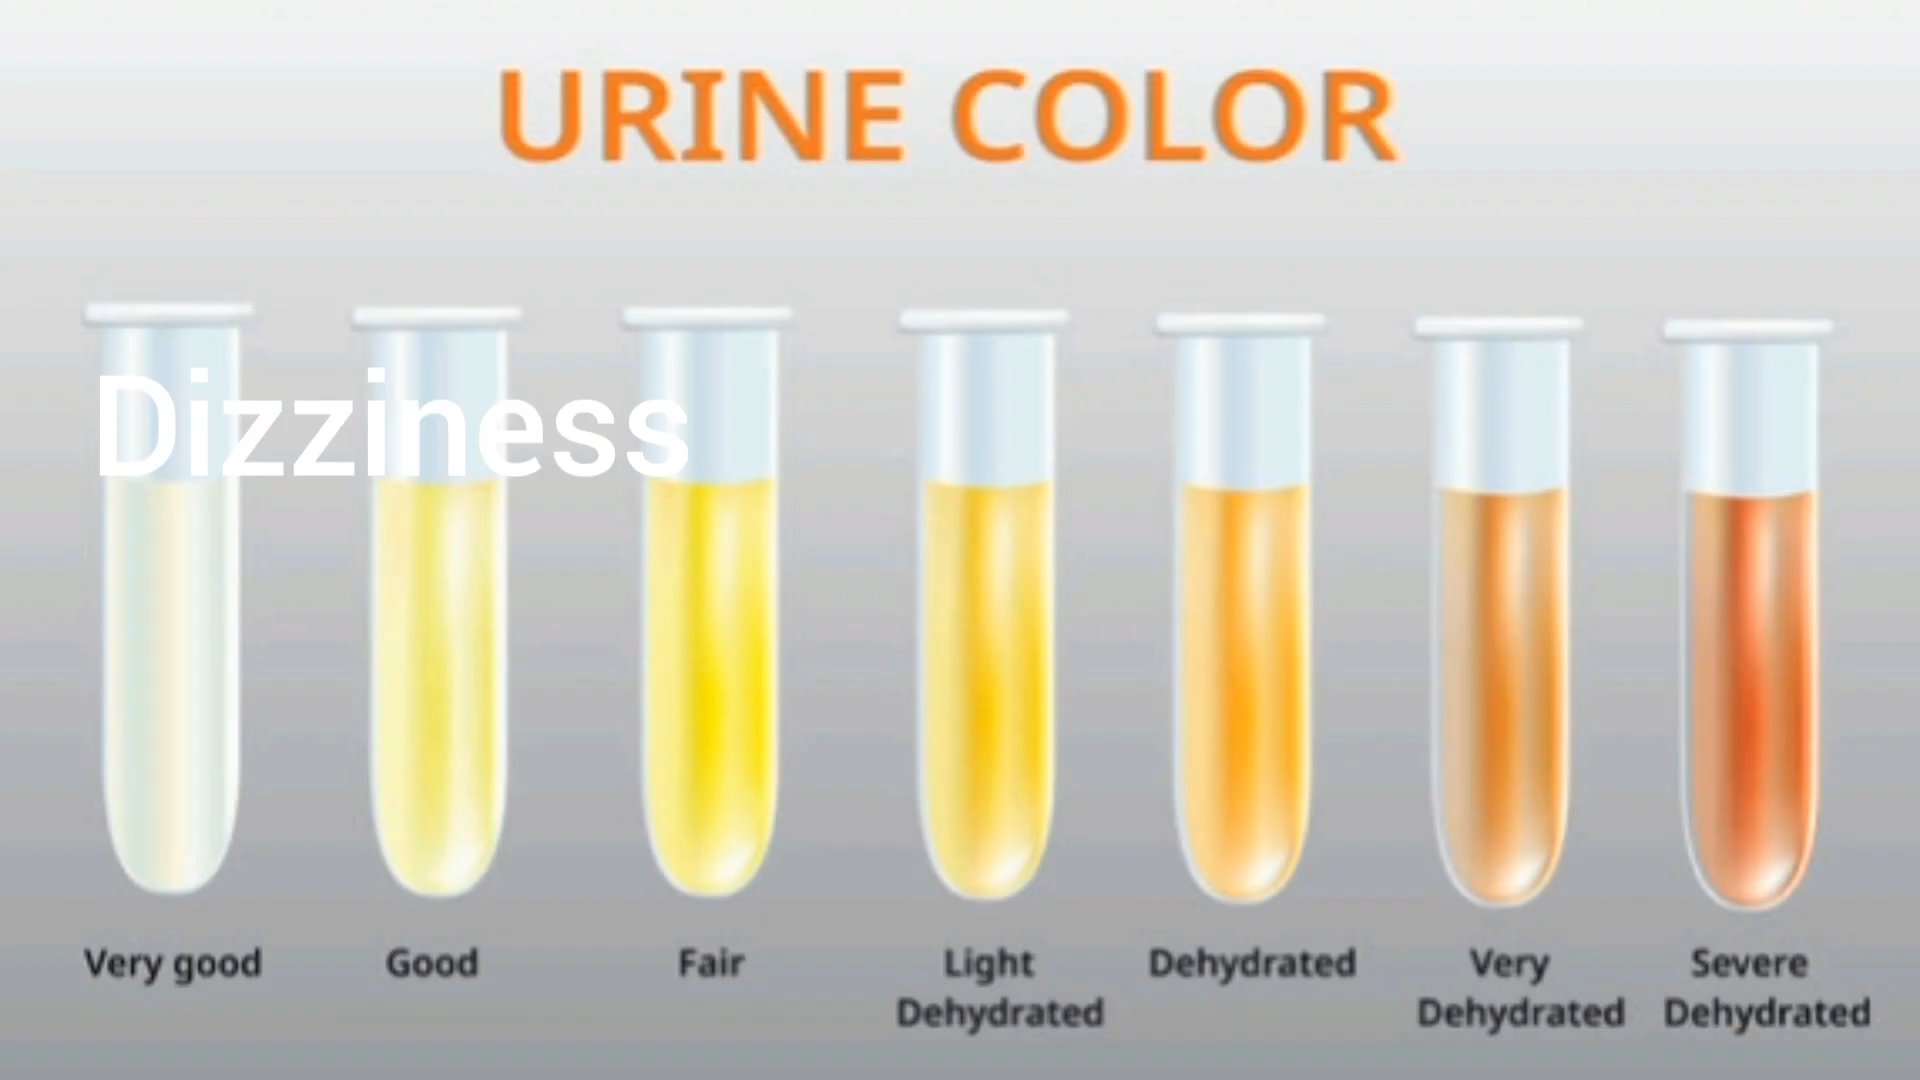 URINE COLOR
Dizziness
Very good
Good
Fair
Light
Dehydrated
Dehydrated
Very
Dehydrated
Severe
Dehydrated